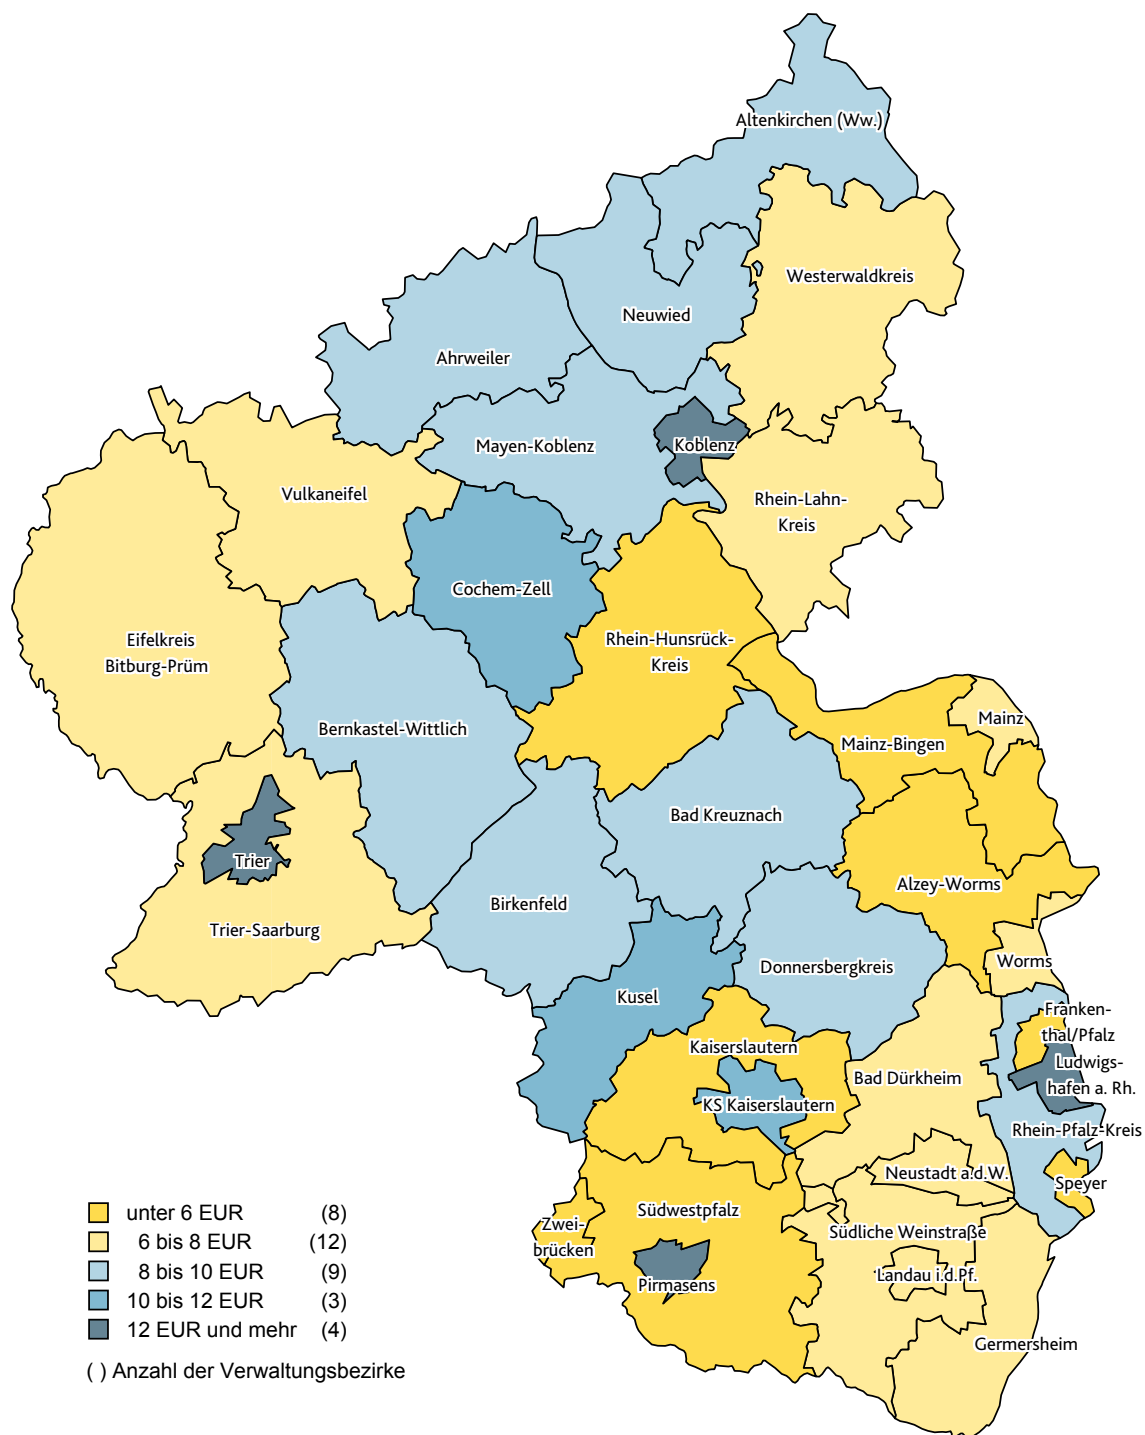 Altenkirchen (Ww.)
Westerwaldkreis
Neuwied
Ahrweiler
Mayen-Koblenz
Koblenz
Vulkaneifel
Rhein-Lahn-
Kreis
Cochem-Zell
Eifelkreis
Bitburg-Prüm
Rhein-Hunsrück-
Kreis
Bernkastel-Wittlich
Mainz
Mainz-Bingen
Bad Kreuznach
Trier
Alzey-Worms
Birkenfeld
Trier-Saarburg
Worms
Donnersbergkreis
Kusel
Franken-
thal/Pfalz
Kaiserslautern
Ludwigs-
hafen a. Rh.
Bad Dürkheim
KS Kaiserslautern
Rhein-Pfalz-Kreis
Neustadt a.d.W.
Speyer
Südwestpfalz
Zwei-
brücken
Südliche Weinstraße
Landau i.d.Pf.
Pirmasens
Germersheim
unter 6 EUR (8)
6 bis 8 EUR (12)
8 bis 10 EUR (9)
10 bis 12 EUR (3)
12 EUR und mehr (4)
( ) Anzahl der Verwaltungsbezirke